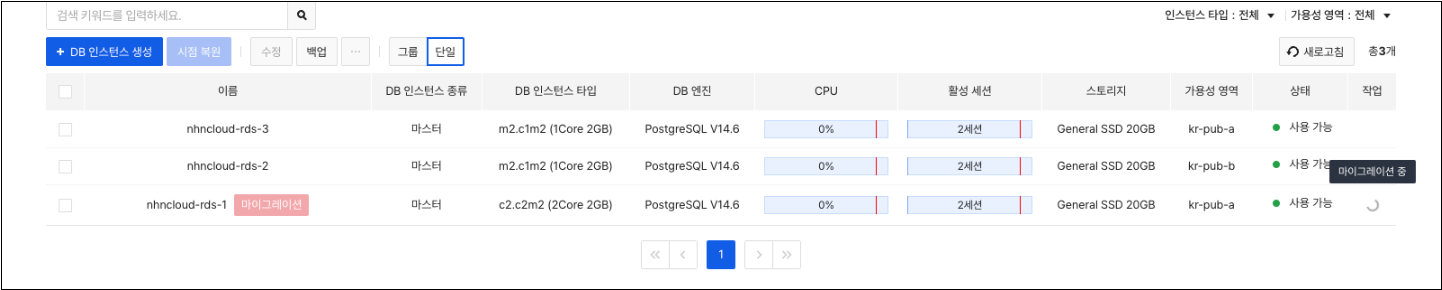 검색 키워드를 입력하세요. 인스턴스 타입 : 전체 가용성 영역 : 전체
+ DB 인스턴스 생성 시점 복원 수정 백업 ··· 그룹 단일 새로고침 총3개
이름 DB 인스턴스 종류 DB 인스턴스 타입 DB 엔진 CPU 활성 세션 스토리지 가용성 영역 상태 작업
nhncloud-rds-3 마스터 m2.c1m2 (1Core 2GB) PostgreSQL V14.6 0% 2세션 General SSD 20GB kr-pub-a 사용 가능
nhncloud-rds-2 마스터 m2.c1m2 (1Core 2GB) PostgreSQL V14.6 0% 2세션 General SSD 20GB kr-pub-b 사용 가능
마이그레이션 중
nhncloud-rds-1 마이그레이션 마스터 c2.c2m2 (2Core 2GB) PostgreSQL V14.6 0% 2세션 General SSD 20GB kr-pub-a 사용 가능
1